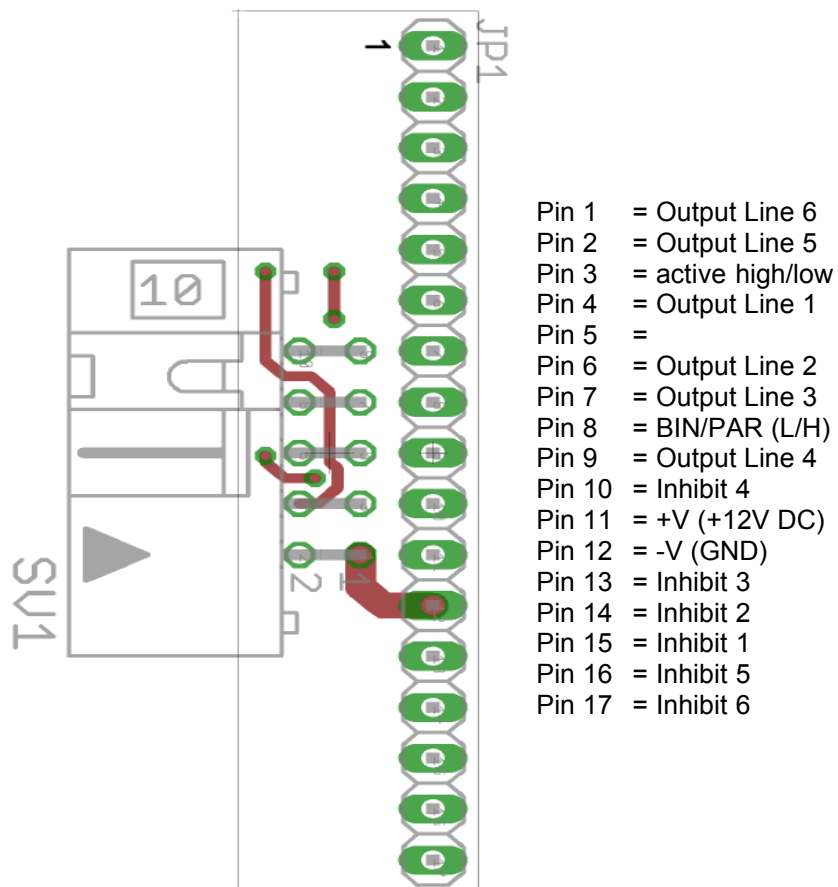 JP1
1
10
SV1
2
1
Pin 1 = Output Line 6
Pin 2 = Output Line 5
Pin 3 = active high/low
Pin 4 = Output Line 1
Pin 5 =
Pin 6 = Output Line 2
Pin 7 = Output Line 3
Pin 8 = BIN/PAR (L/H)
Pin 9 = Output Line 4
Pin 10 = Inhibit 4
Pin 11 = +V (+12V DC)
Pin 12 = -V (GND)
Pin 13 = Inhibit 3
Pin 14 = Inhibit 2
Pin 15 = Inhibit 1
Pin 16 = Inhibit 5
Pin 17 = Inhibit 6